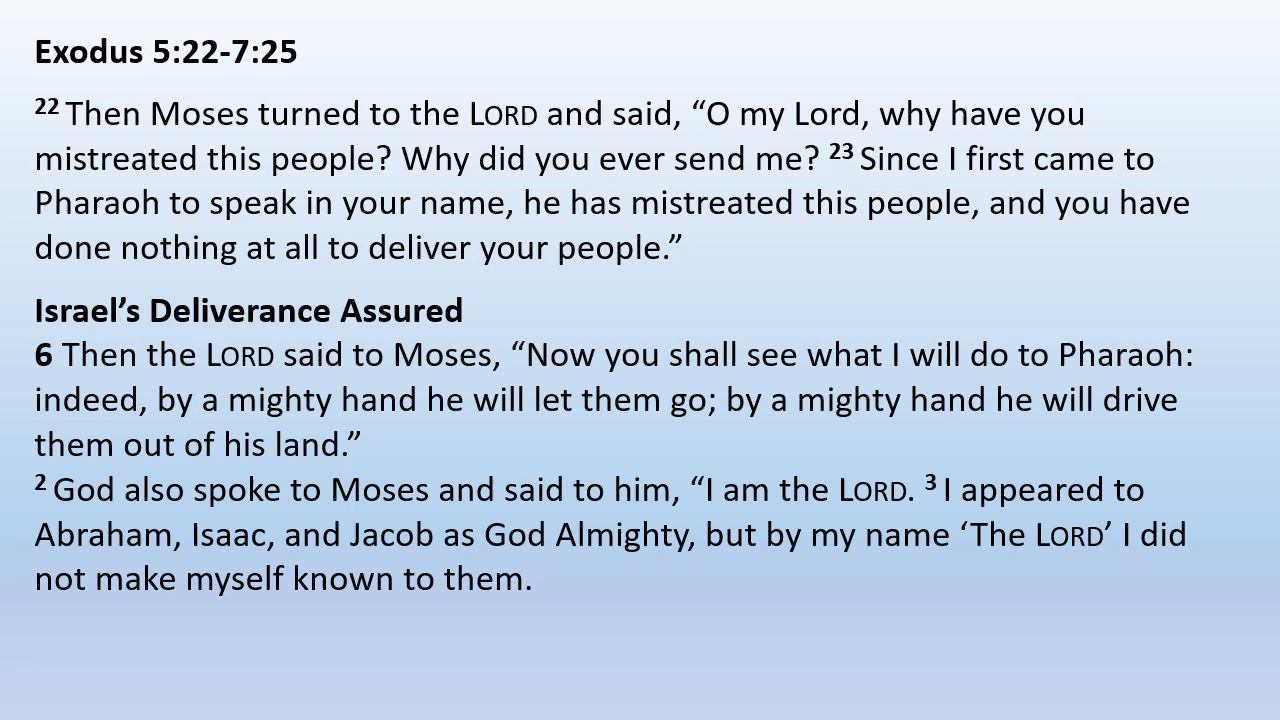 Exodus 5:22-7:25
22 Then Moses turned to the LORD and said, “O my Lord, why have you
mistreated this people? Why did you ever send me? 23 Since I first came to
Pharaoh to speak in your name, he has mistreated this people, and you have
done nothing at all to deliver your people.”
Israel’s Deliverance Assured
6 Then the LORD said to Moses, “Now you shall see what I will do to Pharaoh:
indeed, by a mighty hand he will let them go; by a mighty hand he will drive
them out of his land.”
2 God also spoke to Moses and said to him, “I am the LORD. 3 I appeared to
Abraham, Isaac, and Jacob as God Almighty, but by my name ‘The LORD’ I did
not make myself known to them.